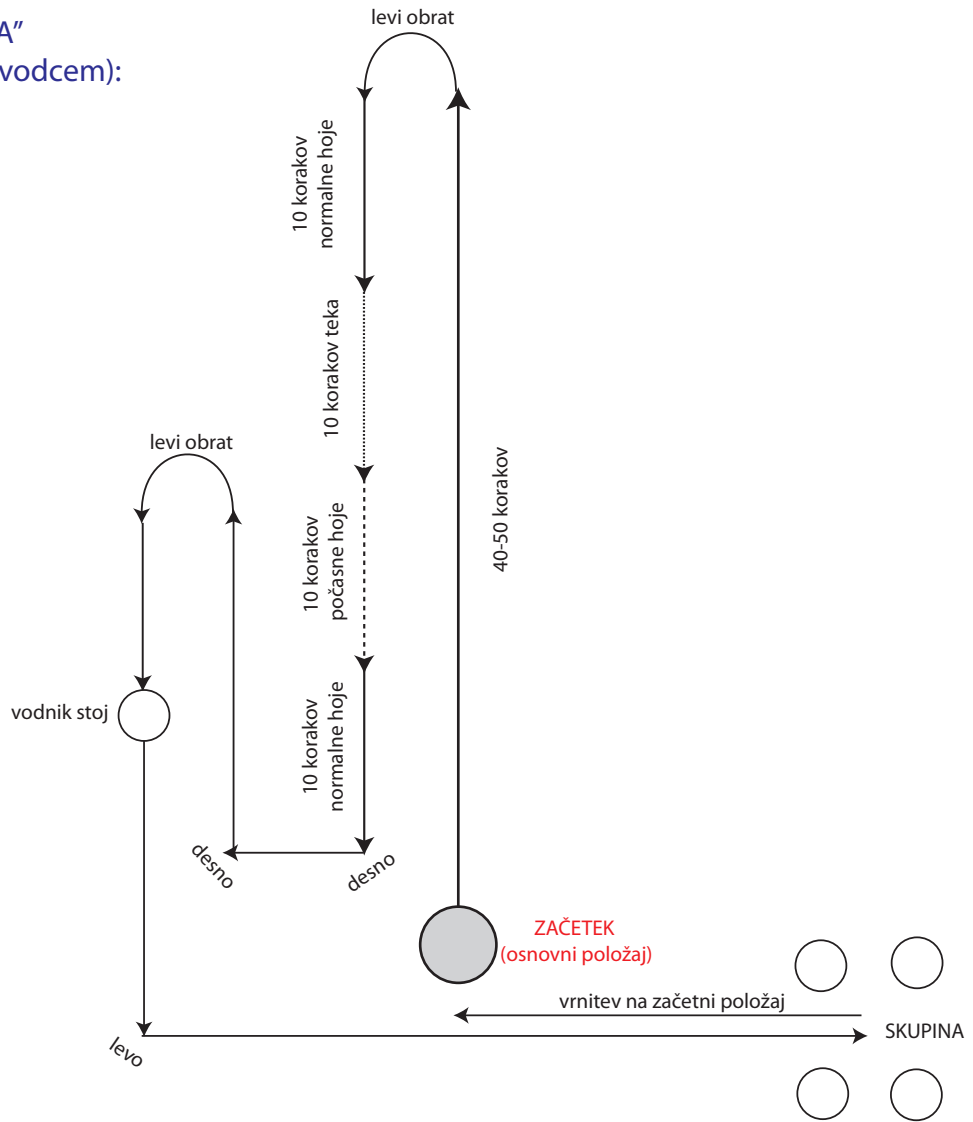 A”
vodcem):
levi obrat
10 korakov
normalne hoje
10 korakov teka
levi obrat
40-50 korakov
10 korakov
počasne hoje
10 korakov
normalne hoje
vodnik stoj
desno
desno
ZAČETEK
(osnovni položaj)
vrnitev na začetni položaj
SKUPINA
levo